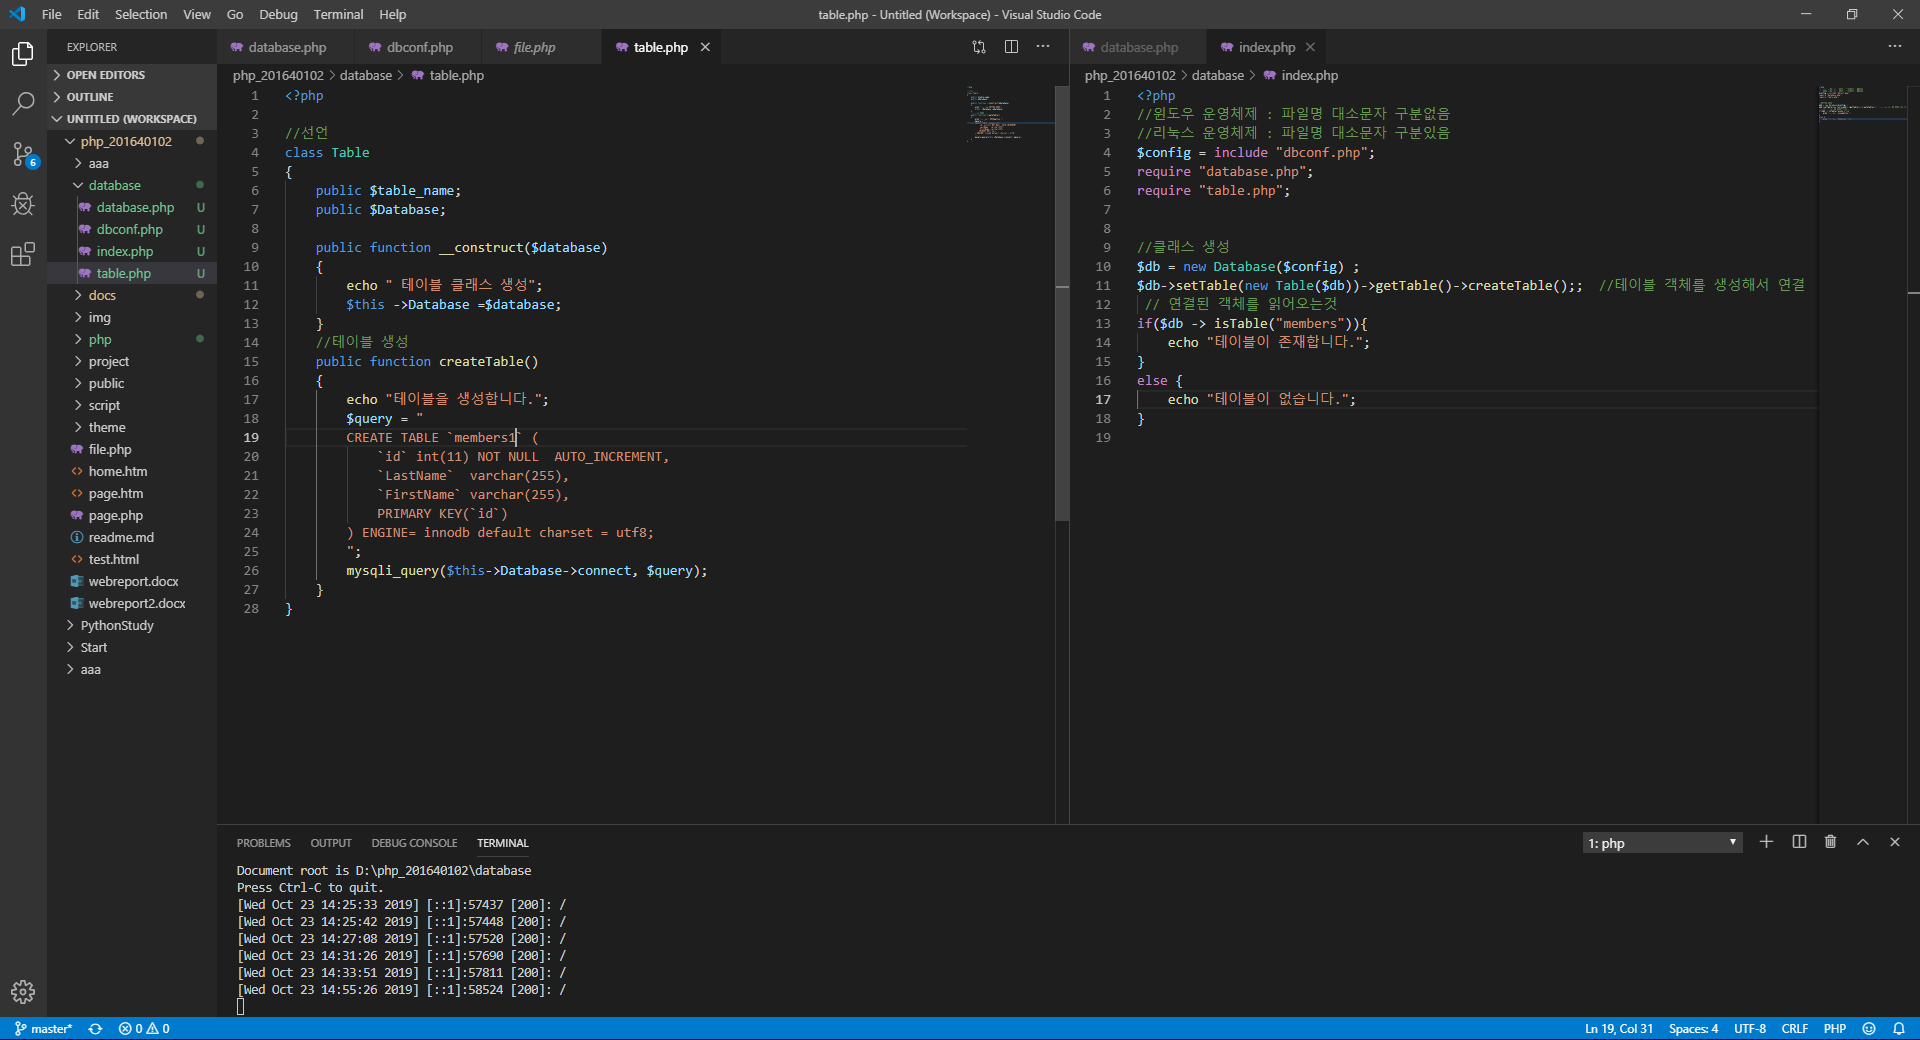 File Edit Selection View Go Debug Terminal Help
table.php - Untitled (Workspace) - Visual Studio Code
EXPLORER
OPEN EDITORS
OUTLINE
UNTITLED (WORKSPACE)
php_201640102
aaa
database
database.php U
dbconf.php U
index.php U
table.php U
docs
img
php
project
public
script
theme
file.php
home.htm
page.htm
page.php
readme.md
test.html
webreport.docx
webreport2.docx
PythonStudy
Start
aaa
6
database.php dbconf.php file.php table.php
php_201640102 > database > table.php
1 <?php
2
3 //선언
4 class Table
5 {
6 public $table_name;
7 public $Database;
8
9 public function __construct($database)
10 {
11 echo " 테이블 클래스 생성";
12 $this ->Database =$database;
13 }
14 //테이블 생성
15 public function createTable()
16 {
17 echo "테이블을 생성합니다.";
18 $query = "
19 CREATE TABLE `members1` (
20 `id` int(11) NOT NULL  AUTO_INCREMENT,
21 `LastName`  varchar(255),
22 `FirstName` varchar(255),
23 PRIMARY KEY(`id`)
24 ) ENGINE= innodb default charset = utf8;
25 ";
26 mysqli_query($this->Database->connect, $query);
27 }
28 }
database.php index.php
php_201640102 > database > index.php
1 <?php
2 //윈도우 운영체제 : 파일명 대소문자 구분없음
3 //리눅스 운영체제 : 파일명 대소문자 구분있음
4 $config = include "dbconf.php";
5 require "database.php";
6 require "table.php";
7
8
9 //클래스 생성
10 $db = new Database($config) ;
11 $db->setTable(new Table($db))->getTable()->createTable();;  //테이블 객체를 생성해서 연결
12 // 연결된 객체를 읽어오는것
13 if($db -> isTable("members")){
14 echo "테이블이 존재합니다.";
15 }
16 else {
17 echo "테이블이 없습니다.";
18 }
19
PROBLEMS OUTPUT DEBUG CONSOLE TERMINAL
1: php
Document root is D:\php_201640102\database
Press Ctrl-C to quit.
[Wed Oct 23 14:25:33 2019] [::1]:57437 [200]: /
[Wed Oct 23 14:25:42 2019] [::1]:57448 [200]: /
[Wed Oct 23 14:27:08 2019] [::1]:57520 [200]: /
[Wed Oct 23 14:31:26 2019] [::1]:57690 [200]: /
[Wed Oct 23 14:33:51 2019] [::1]:57811 [200]: /
[Wed Oct 23 14:55:26 2019] [::1]:58524 [200]: /
master* 0 0
Ln 19, Col 31 Spaces: 4 UTF-8 CRLF PHP